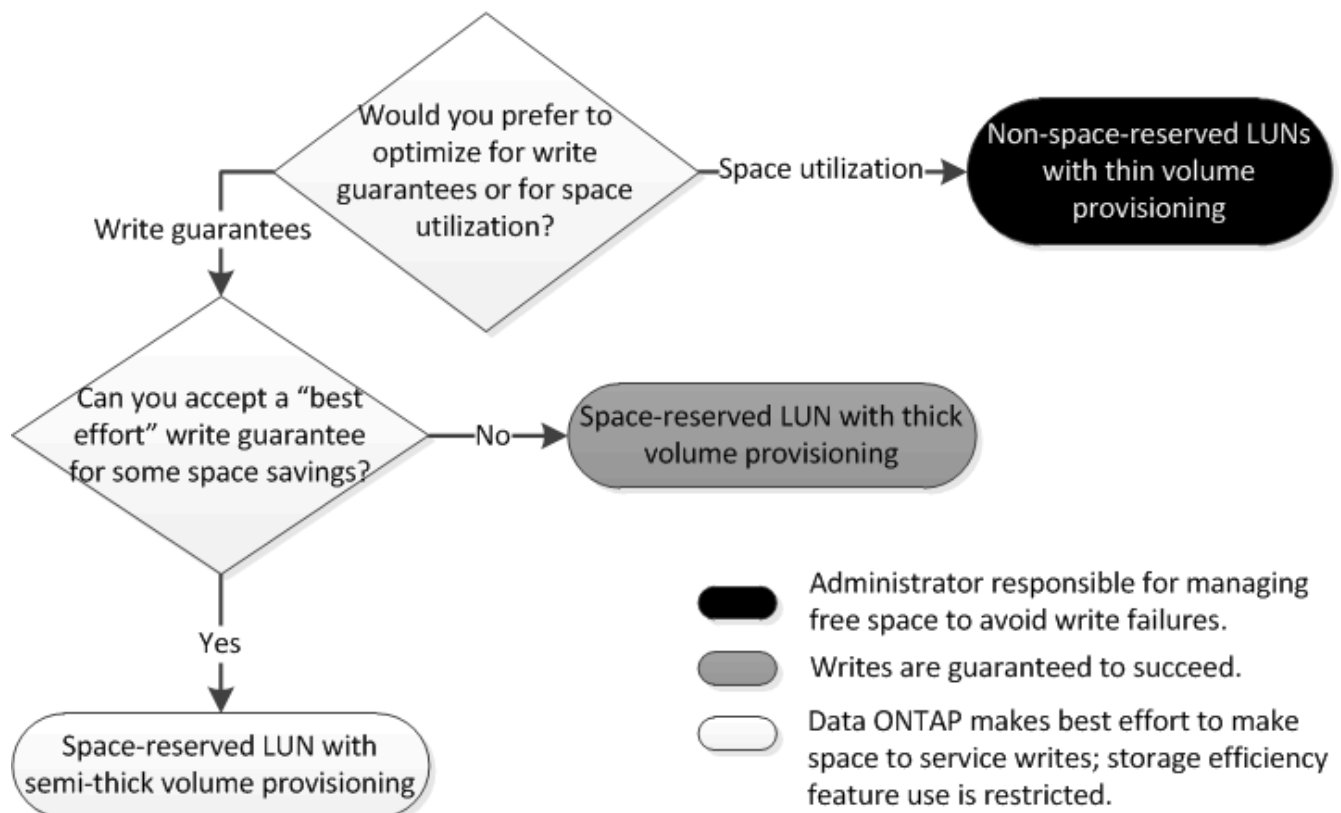 Would you prefer to
optimize for write
guarantees or for space
utilization?
Space utilization
Non-space-reserved LUNs
with thin volume
provisioning
Write guarantees
Can you accept a “best
effort” write guarantee
for some space savings?
No
Space-reserved LUN with thick
volume provisioning
Yes
Space-reserved LUN with
semi-thick volume provisioning
Administrator responsible for managing
free space to avoid write failures.
Writes are guaranteed to succeed.
Data ONTAP makes best effort to make
space to service writes; storage efficiency
feature use is restricted.